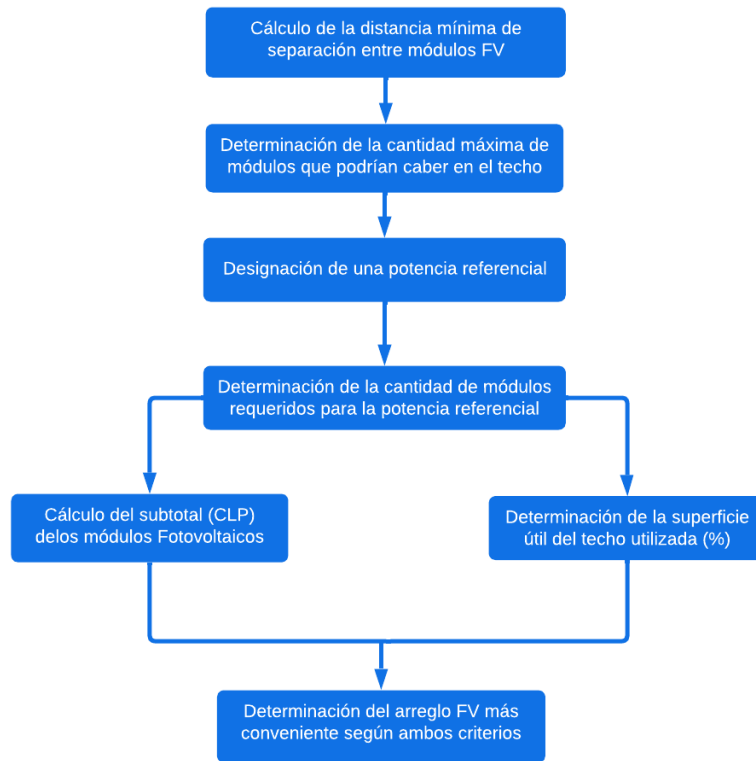 Cálculo de la distancia mínima de
separación entre módulos FV
Determinación de la cantidad máxima de
módulos que podrían caber en el techo
Designación de una potencia referencial
Determinación de la cantidad de módulos
requeridos para la potencia referencial
Cálculo del subtotal (CLP)
delos módulos Fotovoltaicos
Determinación de la superficie
útil del techo utilizada (%)
Determinación del arreglo FV más
conveniente según ambos criterios